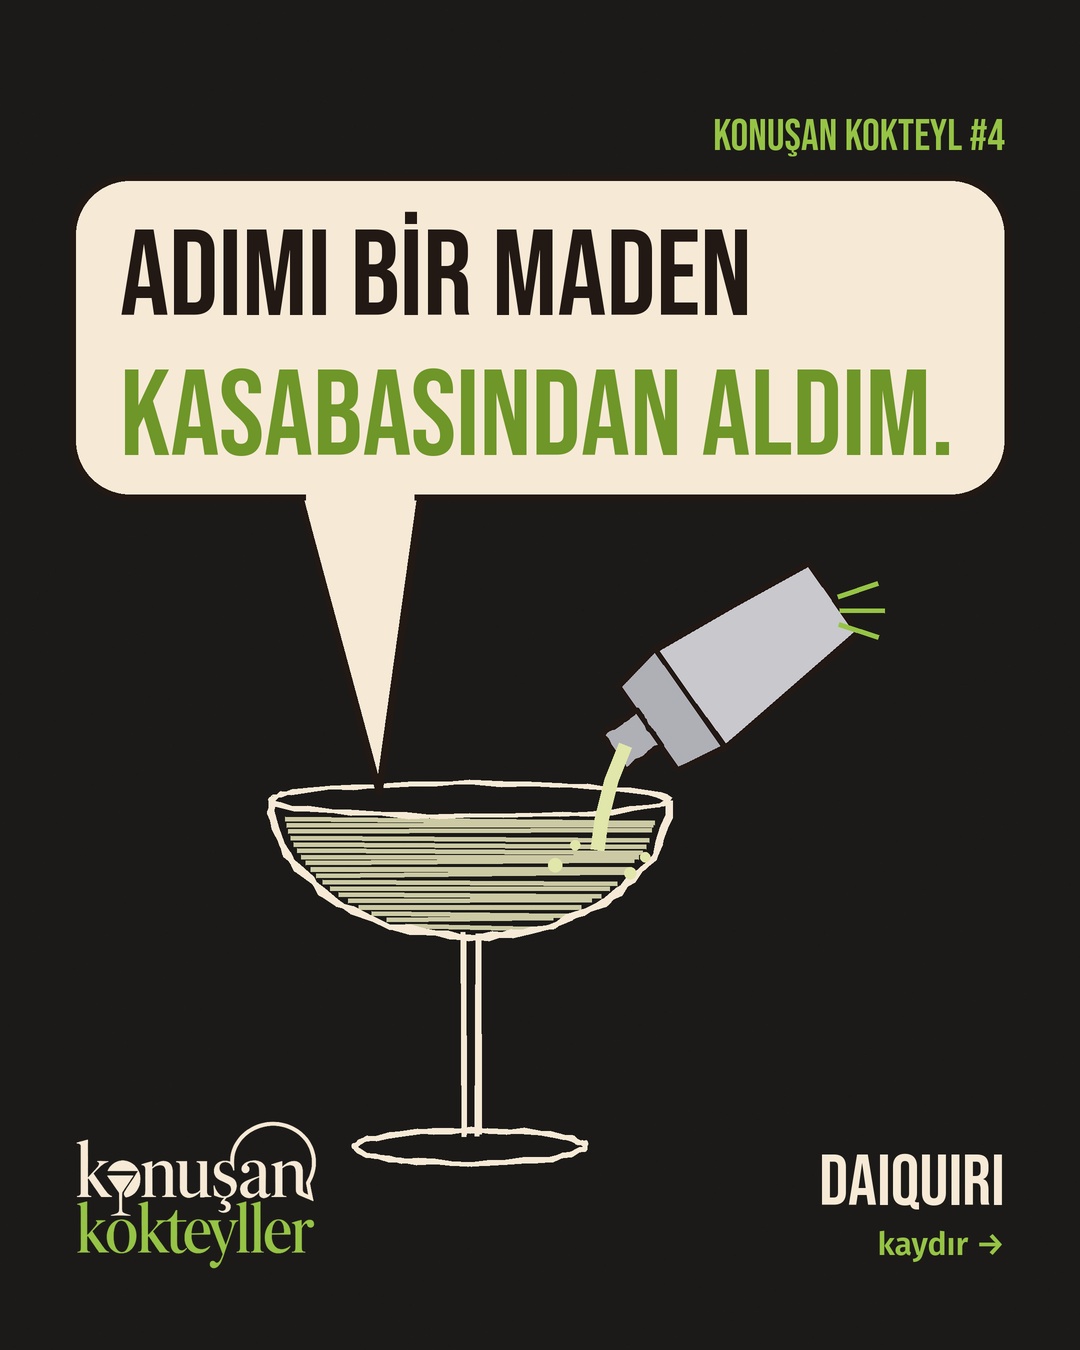 KONUŞAN KOKTEYL #4
ADIMI BİR MADEN
KASABASINDAN ALDIM.
konuşan
kokteyller
DAIQUIRI
kaydır →